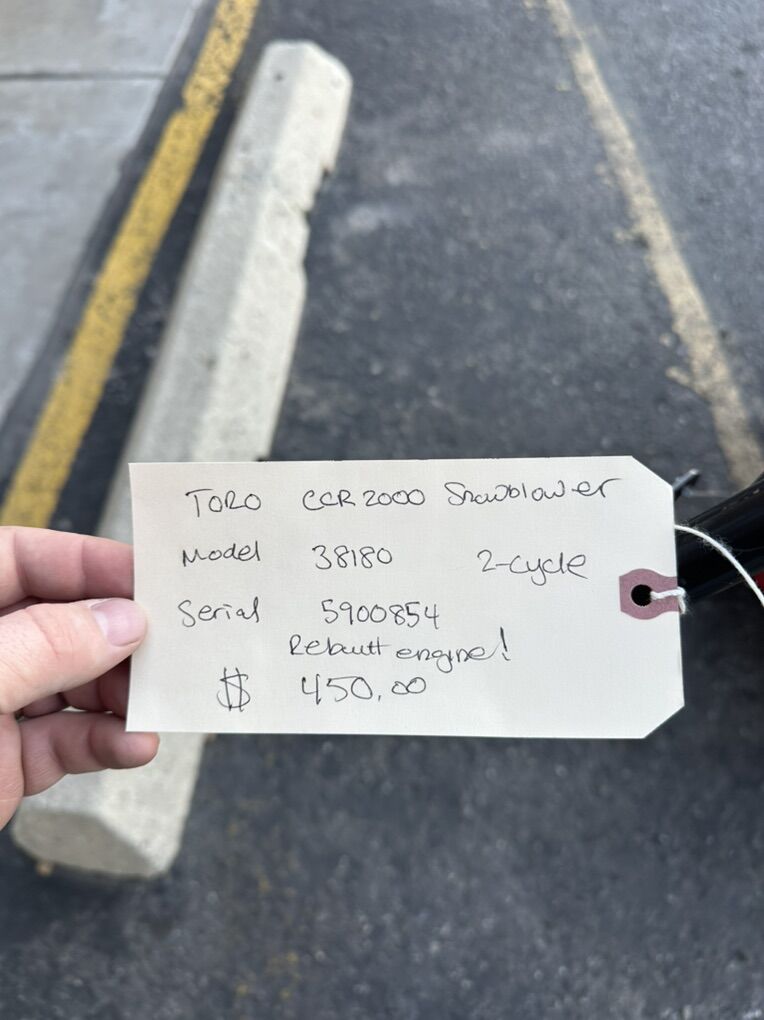 TORO CCR 2000 Snowblower
Model 38180 2-cycle
Serial 5900854
Rebuilt engine!
$ 450.00